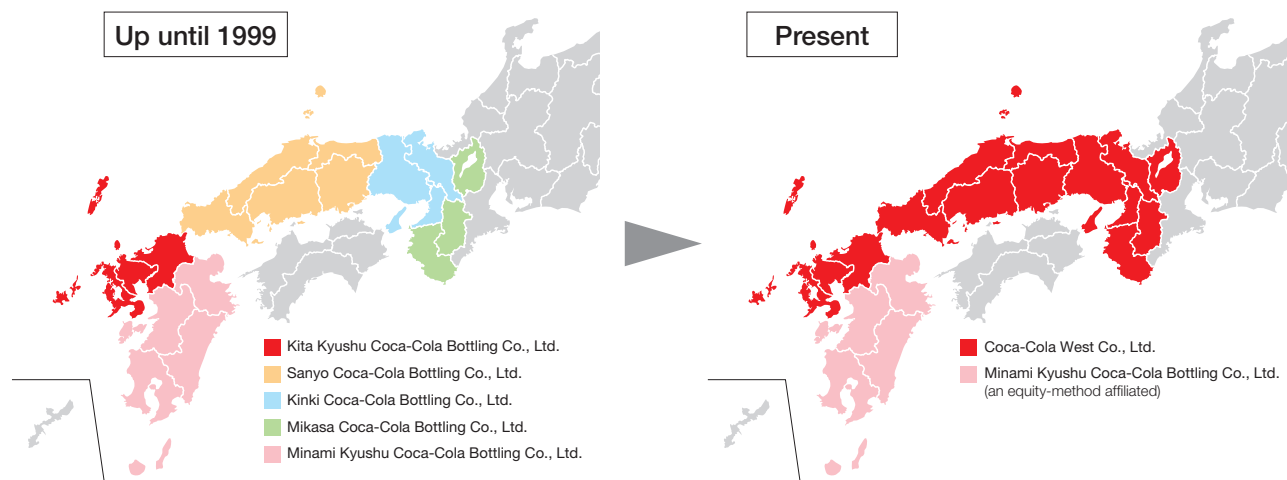 Up until 1999
Kita Kyushu Coca-Cola Bottling Co., Ltd.
Sanyo Coca-Cola Bottling Co., Ltd.
Kinki Coca-Cola Bottling Co., Ltd.
Mikasa Coca-Cola Bottling Co., Ltd.
Minami Kyushu Coca-Cola Bottling Co., Ltd.
Present
Coca-Cola West Co., Ltd.
Minami Kyushu Coca-Cola Bottling Co., Ltd.
(an equity-method affiliated)